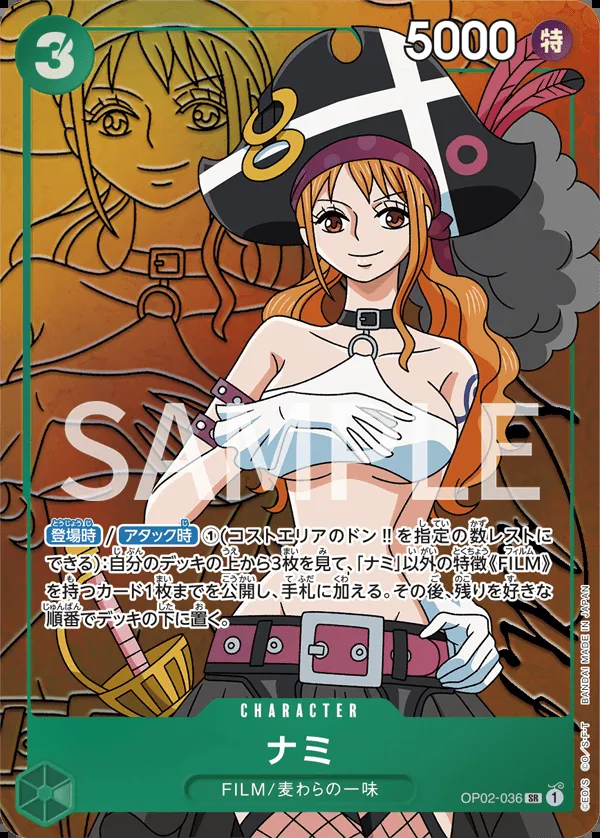 3
5000
特
SAMPLE
登場時 / アタック時 ①(コストエリアのドン‼を指定の数レストに
できる):自分のデッキの上から3枚を見て、「ナミ」以外の特徴《FILM》
を持つカード1枚までを公開し、手札に加える。その後、残りを好きな
順番でデッキの下に置く。
CHARACTER
ナミ
FILM/麦わらの一味
OP02-036 SR 1
©EO/S ©O/S·F·T BANDAI MADE IN JAPAN